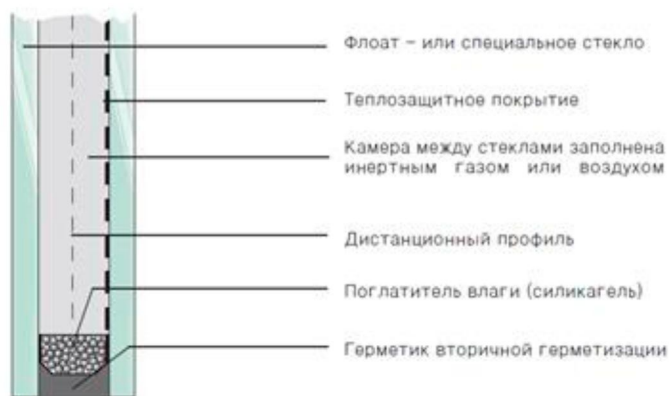 Флоат - или специальное стекло
Теплозащитное покрытие
Камера между стеклами заполнена
инертным газом или воздухом
Дистанционный профиль
Поглатитель влаги (силикагель)
Герметик вторичной герметизации